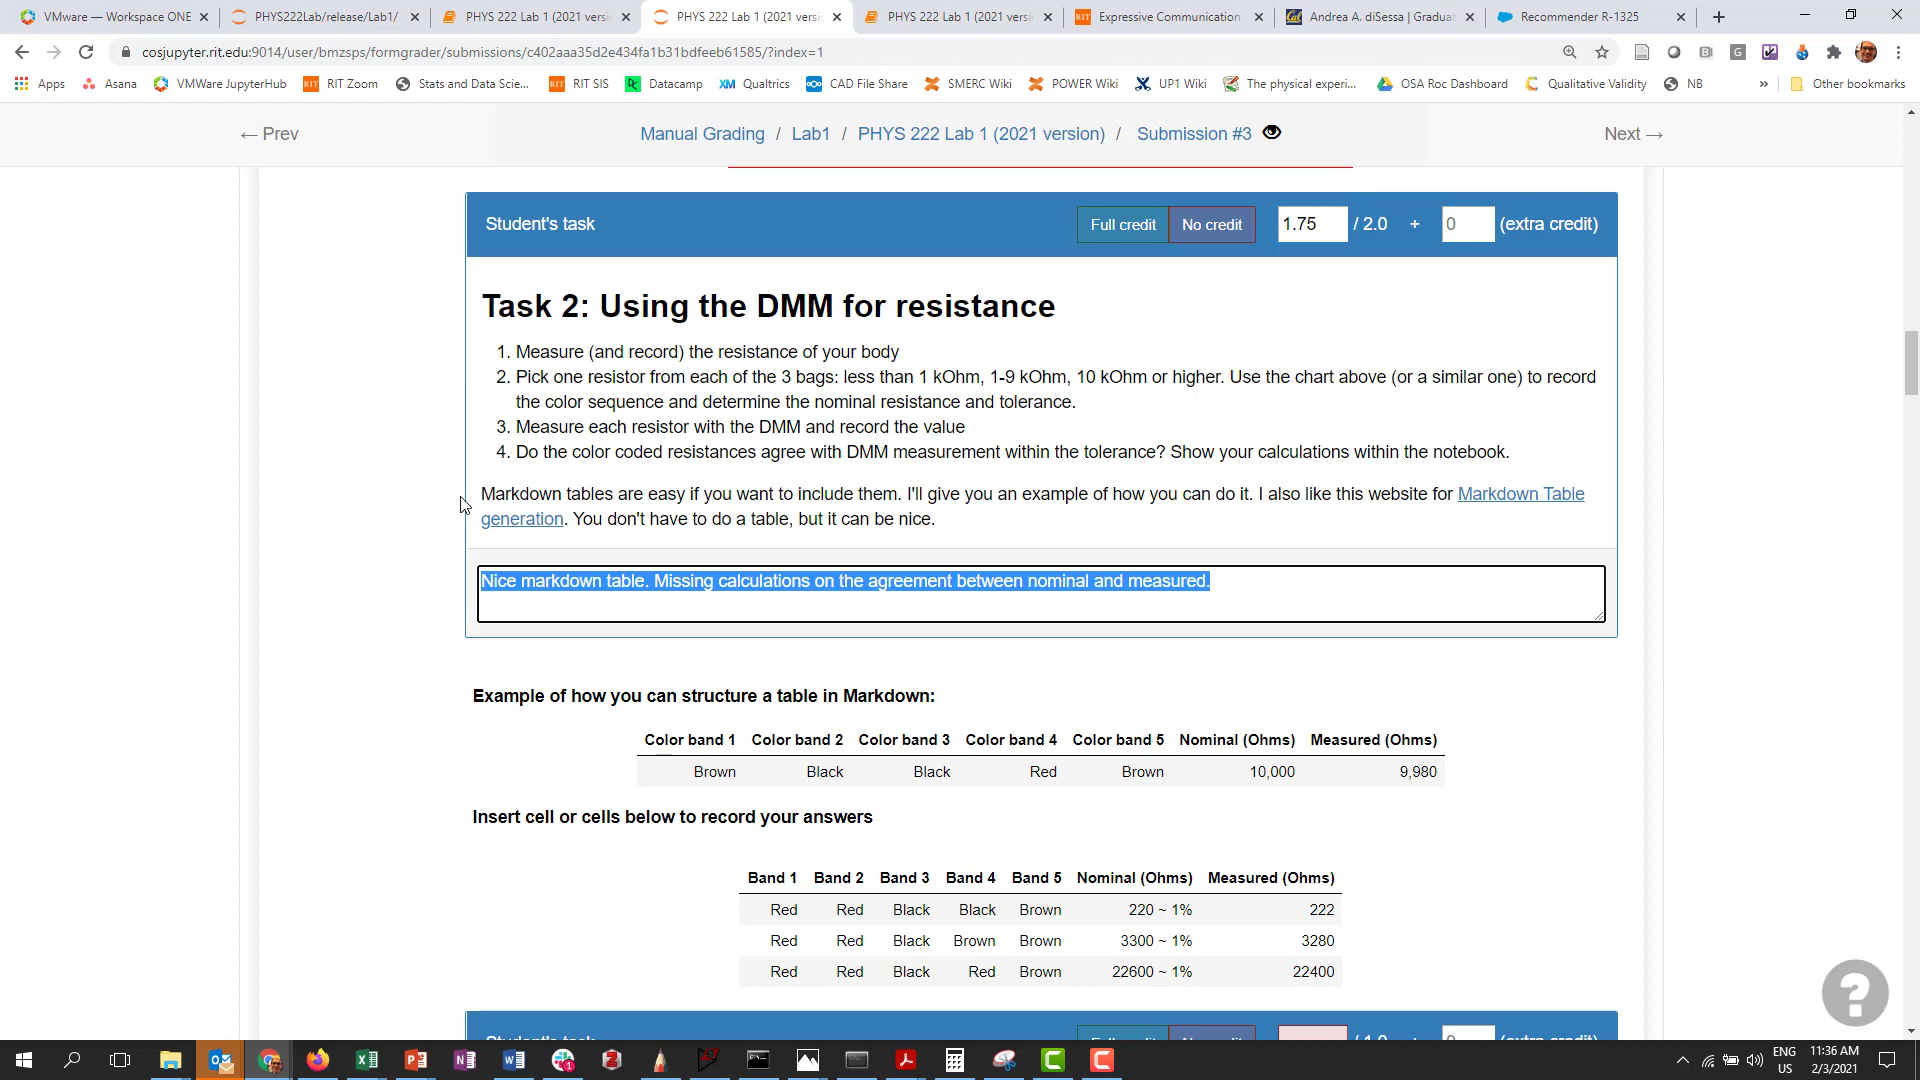 VMware — Workspace ONE
PHYS222Lab/release/Lab1/
PHYS 222 Lab 1 (2021 versi
PHYS 222 Lab 1 (2021 versi
PHYS 222 Lab 1 (2021 versi
Expressive Communication
Andrea A. diSessa | Gradua
Recommender R-1325
cosjupyter.rit.edu:9014/user/bmzsps/formgrader/submissions/c402aaa35d2e434fa1b31bdfeeb61585/?index=1
Apps
Asana
VMWare JupyterHub
RIT Zoom
Stats and Data Scie...
RIT SIS
Datacamp
Qualtrics
CAD File Share
SMERC Wiki
POWER Wiki
UP1 Wiki
The physical experi...
OSA Roc Dashboard
Qualitative Validity
NB
»
Other bookmarks
← Prev
Manual Grading / Lab1 / PHYS 222 Lab 1 (2021 version) / Submission #3
Next →
Student's task
Full credit
No credit
1.75 / 2.0 + 0 (extra credit)
Task 2: Using the DMM for resistance
1. Measure (and record) the resistance of your body
2. Pick one resistor from each of the 3 bags: less than 1 kOhm, 1-9 kOhm, 10 kOhm or higher. Use the chart above (or a similar one) to record
the color sequence and determine the nominal resistance and tolerance.
3. Measure each resistor with the DMM and record the value
4. Do the color coded resistances agree with DMM measurement within the tolerance? Show your calculations within the notebook.
Markdown tables are easy if you want to include them. I'll give you an example of how you can do it. I also like this website for Markdown Table
generation. You don't have to do a table, but it can be nice.
Nice markdown table. Missing calculations on the agreement between nominal and measured.
Example of how you can structure a table in Markdown:
Color band 1 Color band 2 Color band 3 Color band 4 Color band 5 Nominal (Ohms) Measured (Ohms)
Brown Black Black Red Brown 10,000 9,980
Insert cell or cells below to record your answers
Band 1 Band 2 Band 3 Band 4 Band 5 Nominal (Ohms) Measured (Ohms)
Red Red Black Black Brown 220 ~ 1% 222
Red Red Black Brown Brown 3300 ~ 1% 3280
Red Red Black Red Brown 22600 ~ 1% 22400
?
Student's task
Full credit
No credit
/ 1.0 + 0 (extra credit)
ENG
US
11:36 AM
2/3/2021